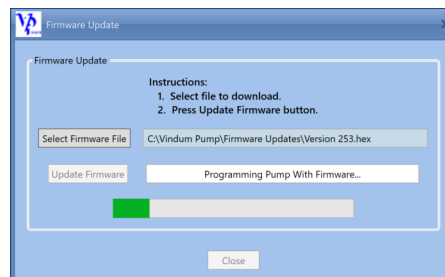 Firmware Update
Firmware Update
Instructions:
1. Select file to download.
2. Press Update Firmware button.
Select Firmware File
C:\Vindum Pump\Firmware Updates\Version 253.hex
Update Firmware
Programming Pump With Firmware...
Close